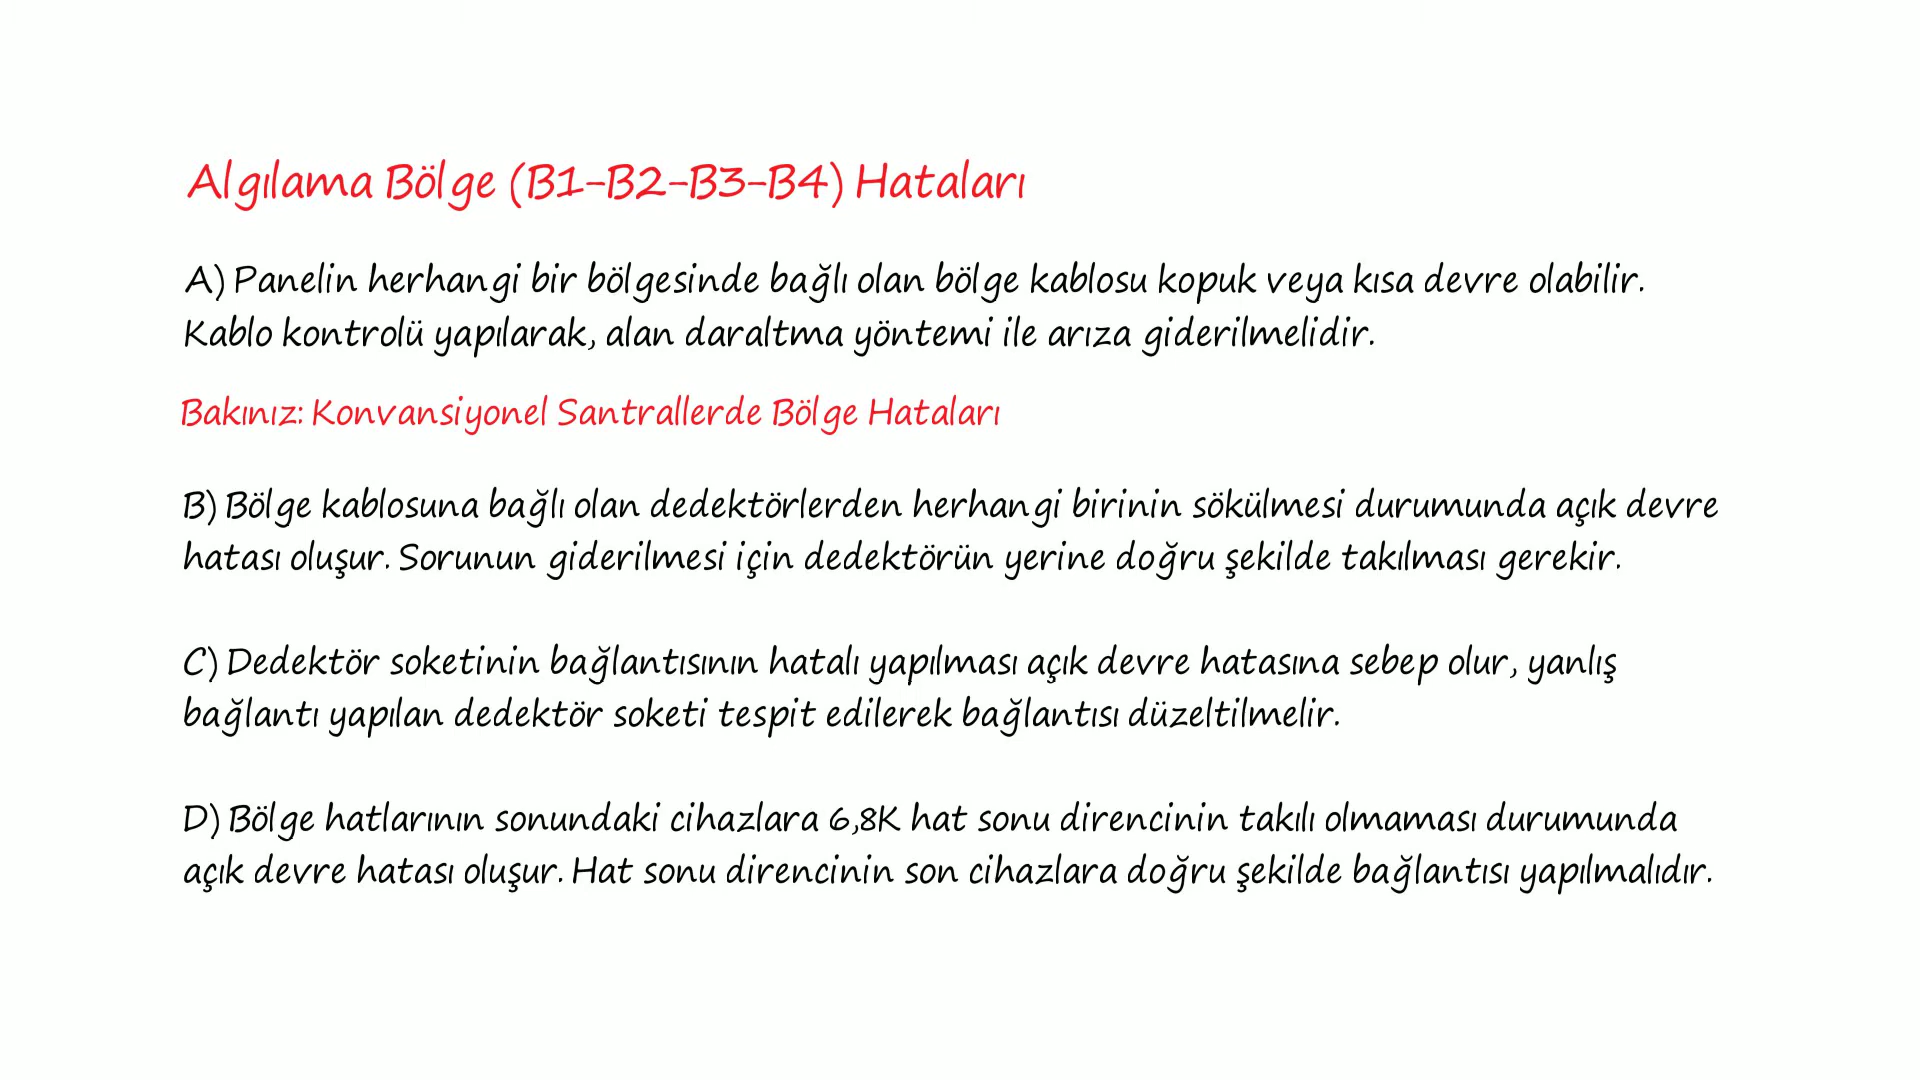 Algılama Bölge (B1-B2-B3-B4) Hataları
A) Panelin herhangi bir bölgesinde bağlı olan bölge kablosu kopuk veya kısa devre olabilir.
Kablo kontrolü yapılarak, alan daraltma yöntemi ile arıza giderilmelidir.
Bakınız: Konvansiyonel Santrallerde Bölge Hataları
B) Bölge kablosuna bağlı olan dedektörlerden herhangi birinin sökülmesi durumunda açık devre
hatası oluşur. Sorunun giderilmesi için dedektörün yerine doğru şekilde takılması gerekir.
C) Dedektör soketinin bağlantısının hatalı yapılması açık devre hatasına sebep olur, yanlış
bağlantı yapılan dedektör soketi tespit edilerek bağlantısı düzeltilmelir.
D) Bölge hatlarının sonundaki cihazlara 6,8K hat sonu direncinin takılı olmaması durumunda
açık devre hatası oluşur. Hat sonu direncinin son cihazlara doğru şekilde bağlantısı yapılmalıdır.